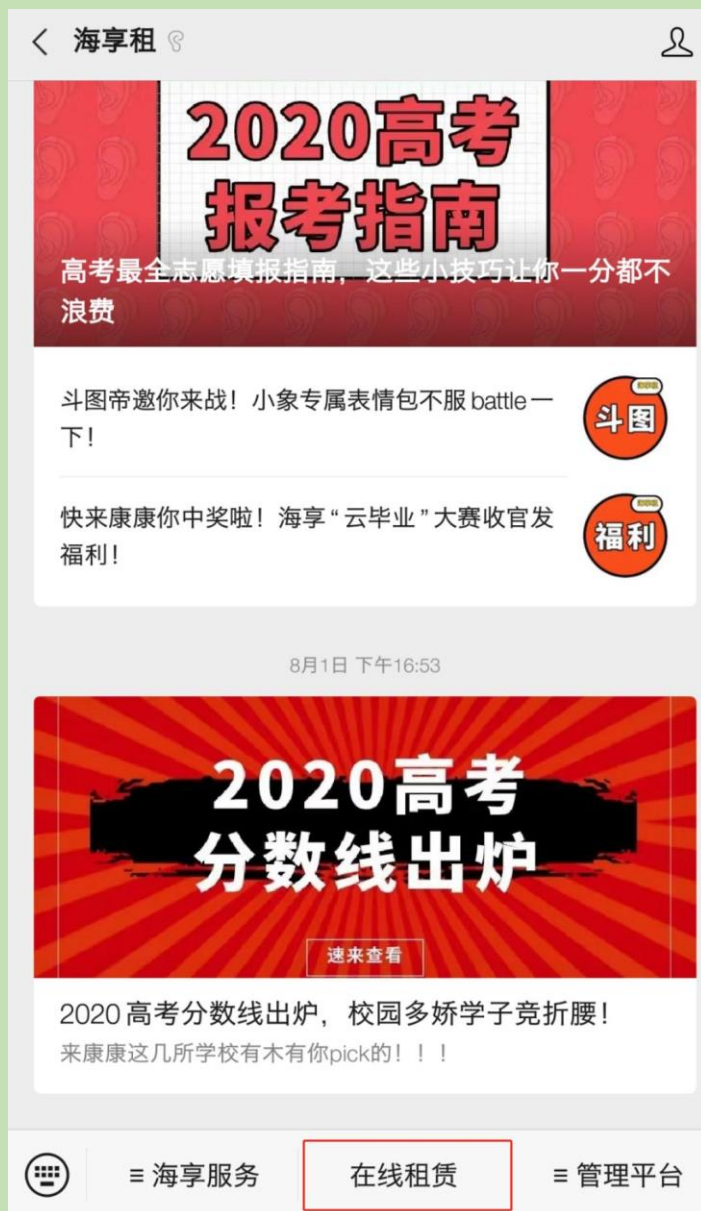 海享租
2020高考
报考指南
高考最全志愿填报指南，这些小技巧让你一分都不
浪费
斗图帝邀你来战！小象专属表情包不服 battle 一
下！
斗图
快来康康你中奖啦！海享“云毕业”大赛收官发
福利！
福利
8月1日 下午16:53
2020高考
分数线出炉
速来查看
2020 高考分数线出炉，校园多娇学子竞折腰！
来康康这几所学校有木有你pick的！！！
≡ 海享服务
在线租赁
≡ 管理平台